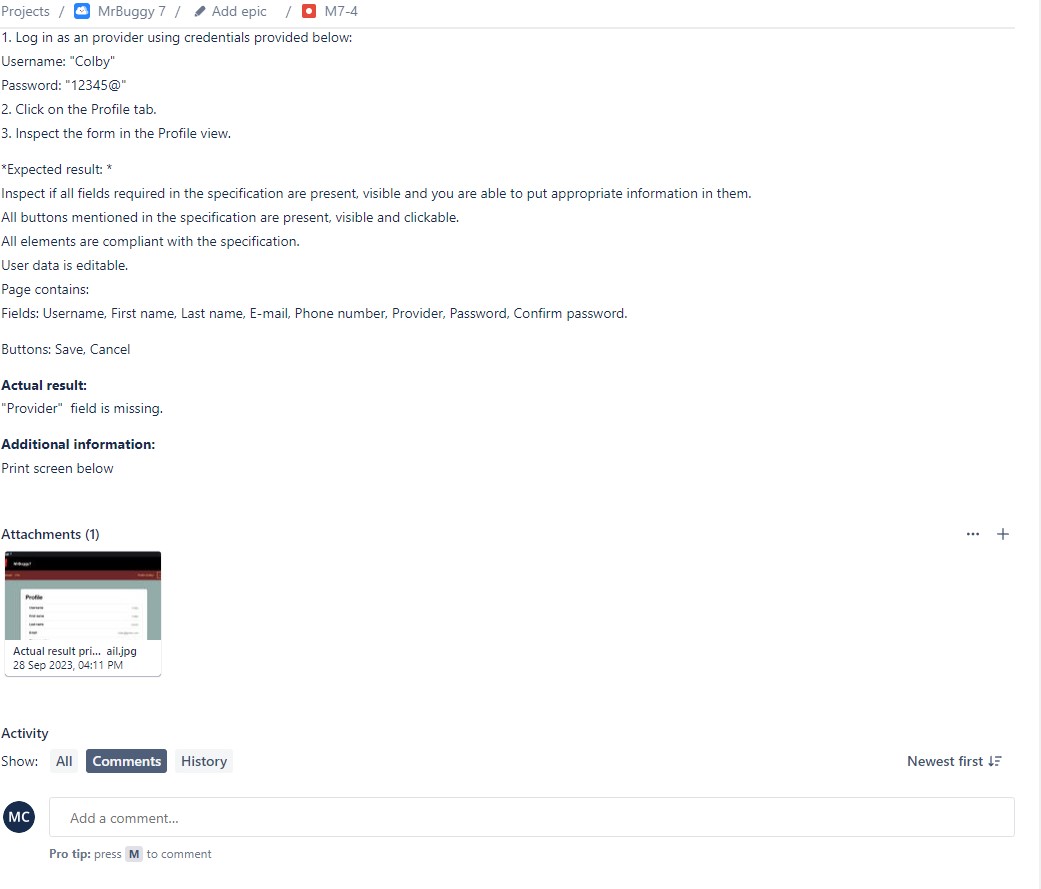 Projects / MrBuggy 7 / Add epic / M7-4
1. Log in as an provider using credentials provided below:
Username: "Colby"
Password: "12345@"
2. Click on the Profile tab.
3. Inspect the form in the Profile view.
*Expected result: *
Inspect if all fields required in the specification are present, visible and you are able to put appropriate information in them.
All buttons mentioned in the specification are present, visible and clickable.
All elements are compliant with the specification.
User data is editable.
Page contains:
Fields: Username, First name, Last name, E-mail, Phone number, Provider, Password, Confirm password.
Buttons: Save, Cancel
Actual result:
"Provider"  field is missing.
Additional information:
Print screen below
Attachments (1)
MrBuggy7
Profile
Username
First name
Last name
Email
Actual result pri... ail.jpg
28 Sep 2023, 04:11 PM
Activity
Show: All Comments History Newest first
MC Add a comment...
Pro tip: press M to comment